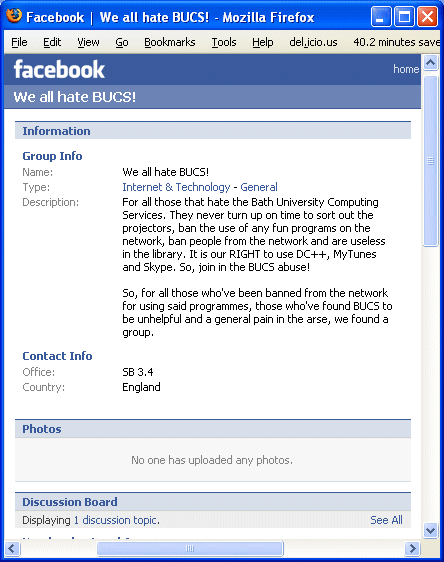 Facebook | We all hate BUCS! - Mozilla Firefox
File Edit View Go Bookmarks Tools Help del.icio.us 40.2 minutes save
facebook home
We all hate BUCS!
Information
Group Info
Name: We all hate BUCS!
Type: Internet & Technology - General
Description: For all those that hate the Bath University Computing
Services. They never turn up on time to sort out the
projectors, ban the use of any fun programs on the
network, ban people from the network and are useless
in the library. It is our RIGHT to use DC++, MyTunes
and Skype. So, join in the BUCS abuse!
So, for all those who've been banned from the network
for using said programmes, those who've found BUCS to
be unhelpful and a general pain in the arse, we found a
group.
Contact Info
Office: SB 3.4
Country: England
Photos
No one has uploaded any photos.
Discussion Board
Displaying 1 discussion topic. See All